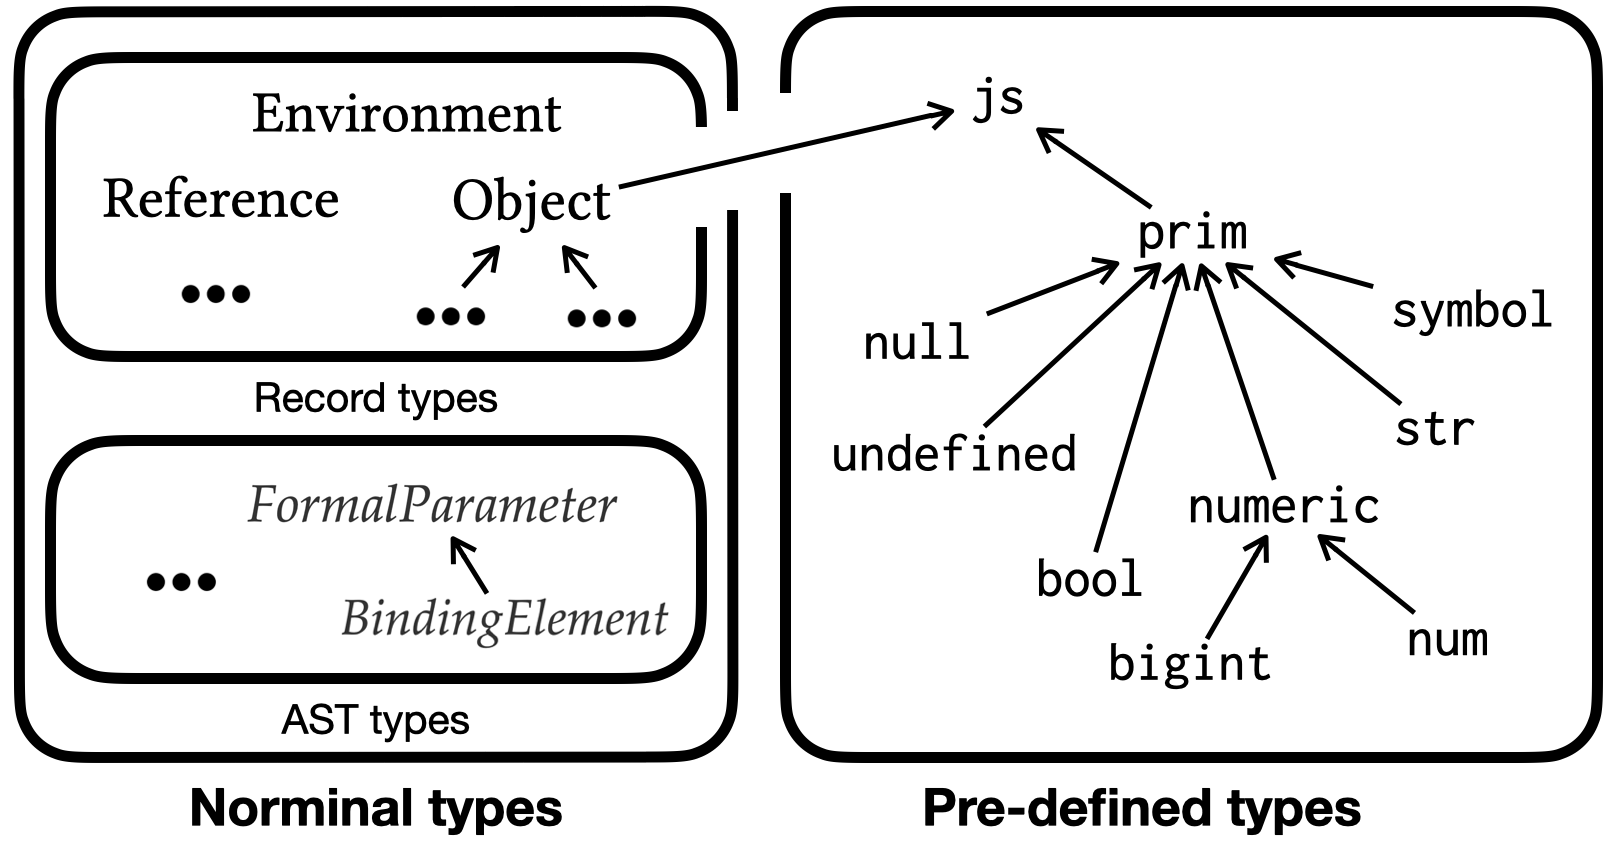 Environment
Reference
Object
Record types
FormalParameter
BindingElement
AST types
Norminal types
js
prim
null
symbol
undefined
str
numeric
bool
bigint
num
Pre-defined types